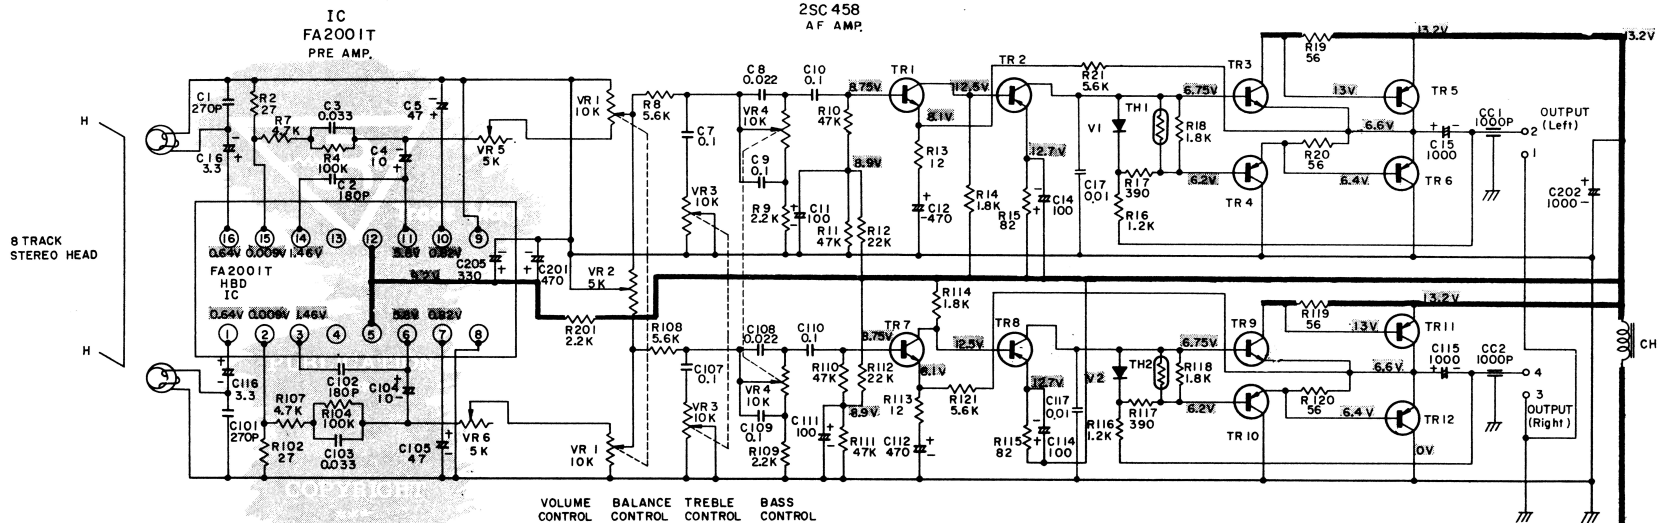 IC
FA2001T
PRE AMP.
2SC458
AF AMP.
8 TRACK
STEREO HEAD
H
H
C1
270P
R2
27
R7
4.7K
C3
0.033
R4
100K
C4
10
C2
180P
C5
47
C16
3.3
VR5
5K
VR1
10K
R8
5.6K
C7
0.1
VR3
10K
C8
0.022
VR4
10K
C9
0.1
R9
2.2K
C10
0.1
C11
100
R10
47K
8.75V
8.9V
R11
47K
R12
22K
TR1
8.1V
R13
12
C12
470
12.5V
R14
1.8K
TR2
12.7V
R15
82
C14
100
R21
5.6K
V1
TH1
R18
1.8K
C17
0.01
R17
390
R16
1.2K
6.75V
6.2V
TR3
TR4
R19
56
13.2V
13.2V
13V
TR5
6.6V
R20
56
6.4V
TR6
C15
1000
CC1
1000P
OUTPUT
(Left)
2
1
C202
1000
16 15 14 13 12 11 10 9
0.64V 0.009V 1.46V 5.8V 0.82V
FA2001T
HBD
IC
C205
330
C201
470
VR2
5K
0.64V 0.009V 1.46V 5.8V 0.82V
1 2 3 4 5 6 7 8
R201
2.2K
C116
3.3
C101
270P
R102
27
R107
4.7K
C102
180P
R104
100K
C103
0.033
C104
10
C105
47
VR6
5K
VR1
10K
R108
5.6K
C107
0.1
VR3
10K
C108
0.022
VR4
10K
C109
0.1
R109
2.2K
C110
0.1
C111
100
R110
47K
8.75V
8.9V
R111
47K
R112
22K
TR7
8.1V
R113
12
C112
470
R114
1.8K
12.5V
R121
5.6K
TR8
12.7V
R115
82
C114
100
C117
0.01
V2
TH2
R118
1.8K
R117
390
R116
1.2K
6.75V
6.2V
TR9
TR10
R119
56
13.2V
13V
TR11
6.6V
R120
56
6.4V
TR12
0V
C115
1000
CC2
1000P
4
3
OUTPUT
(Right)
CH
VOLUME
CONTROL
BALANCE
CONTROL
TREBLE
CONTROL
BASS
CONTROL
COPYRIGHT